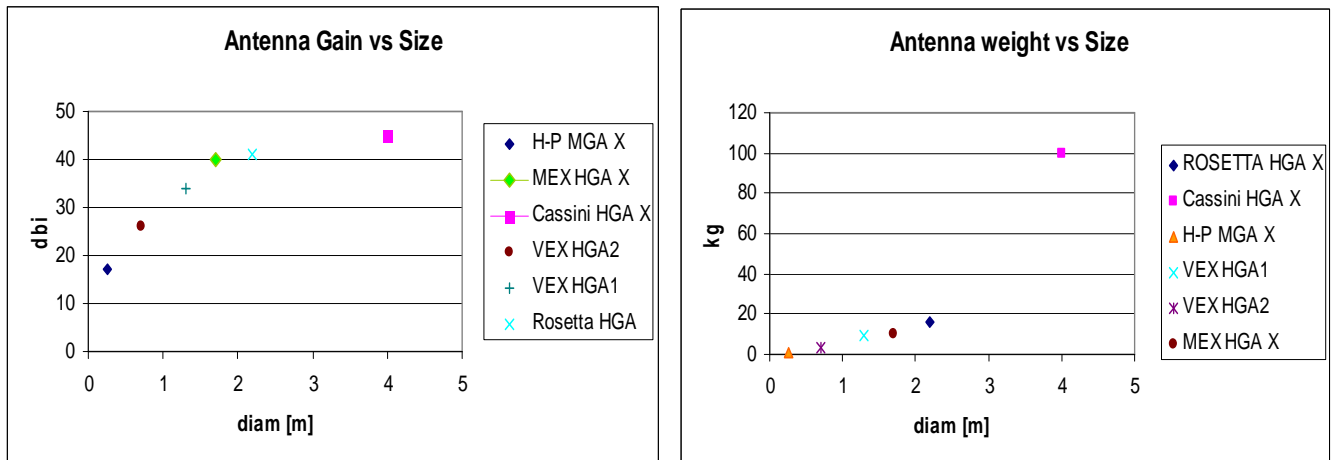 Antenna Gain vs Size
50
40
30
20
10
0
dbi
0 1 2 3 4 5
diam [m]
H-P MGA X
MEX HGA X
Cassini HGA X
VEX HGA2
VEX HGA1
Rosetta HGA
Antenna weight vs Size
120
100
80
60
40
20
0
kg
0 1 2 3 4 5
diam [m]
ROSETTA HGA X
Cassini HGA X
H-P MGA X
VEX HGA1
VEX HGA2
MEX HGA X